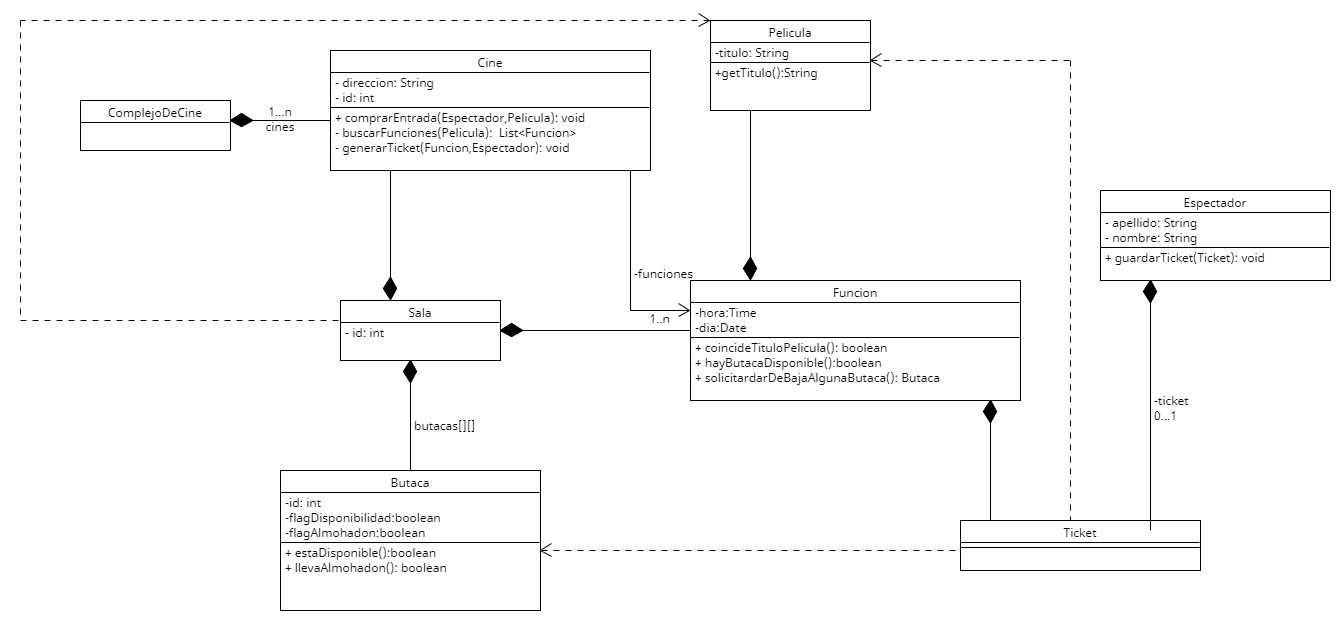 Pelicula
-titulo: String
+getTitulo():String
Cine
- direccion: String
- id: int
+ comprarEntrada(Espectador,Pelicula): void
- buscarFunciones(Pelicula):  List<Funcion>
- generarTicket(Funcion,Espectador): void
ComplejoDeCine
1...n
cines
Espectador
- apellido: String
- nombre: String
+ guardarTicket(Ticket): void
-funciones
1..n
Funcion
-hora:Time
-dia:Date
+ coincideTituloPelicula(): boolean
+ hayButacaDisponible():boolean
+ solicitardarDeBajaAlgunaButaca(): Butaca
Sala
- id: int
-ticket
0...1
butacas[][]
Butaca
-id: int
-flagDisponibilidad:boolean
-flagAlmohadon:boolean
+ estaDisponible():boolean
+ llevaAlmohadon(): boolean
Ticket